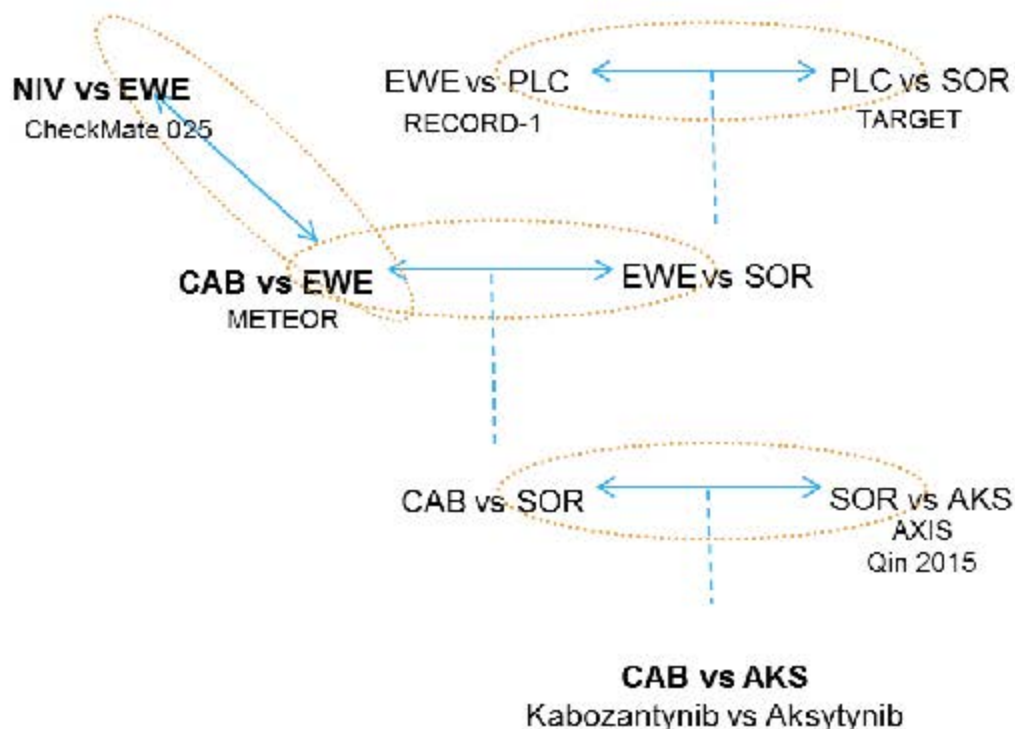 NIV vs EWE
CheckMate 025
EWE vs PLC
RECORD-1
PLC vs SOR
TARGET
CAB vs EWE
METEOR
EWE vs SOR
CAB vs SOR
SOR vs AKS
AXIS
Qin 2015
CAB vs AKS
Kabozantynib vs Aksytynib